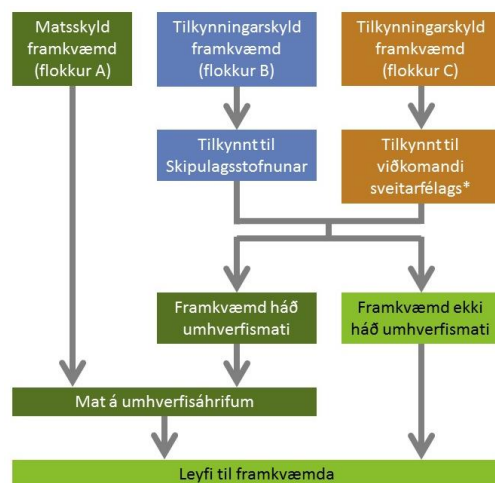 Matsskyld
framkvæmd
(flokkur A)
Tilkynningarskyld
framkvæmd
(flokkur B)
Tilkynningarskyld
framkvæmd
(flokkur C)
Tilkynnt til
Skipulagsstofnunar
Tilkynnt til
viðkomandi
sveitarfélags*
Framkvæmd háð
umhverfismati
Framkvæmd ekki
háð umhverfismati
Mat á umhverfisáhrifum
Leyfi til framkvæmda